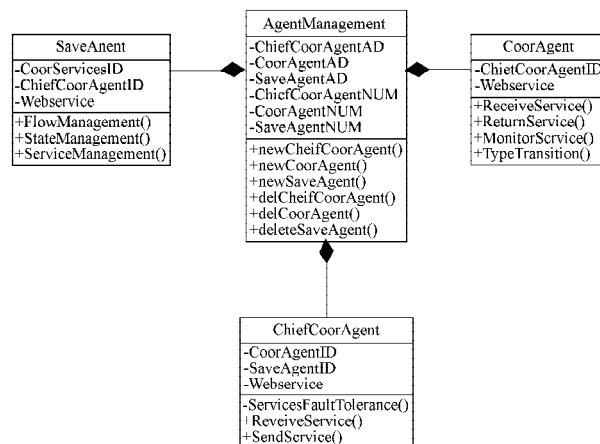 AgentManagement
-ChiefCoorAgentAD
-CoorAgentAD
-SaveAgentAD
-ChicfCoorAgentNUM
-CoorAgentNUM
-SaveAgentNUM
+newCheifCoorAgent()
+newCoorAgent()
+newSaveAgent()
+delCheifCoorAgent()
+delCoorAgent()
+deleteSaveAgent()
SaveAnent
-CoorServicesID
-ChiefCoorAgentID
-Webservice
+FlowManagement()
+StateManagement()
+ServiceManagement()
CoorAgent
-ChietCoorAgentID
-Webservice
+ReceiveService()
+ReturnService()
+MonitorScrvice()
+TypeTransition()
ChiefCoorAgent
-CoorAgentID
-SaveAgentID
-Webservice
-ServicesFaultTolerance()
+ReveiveService()
+SendScrvice()